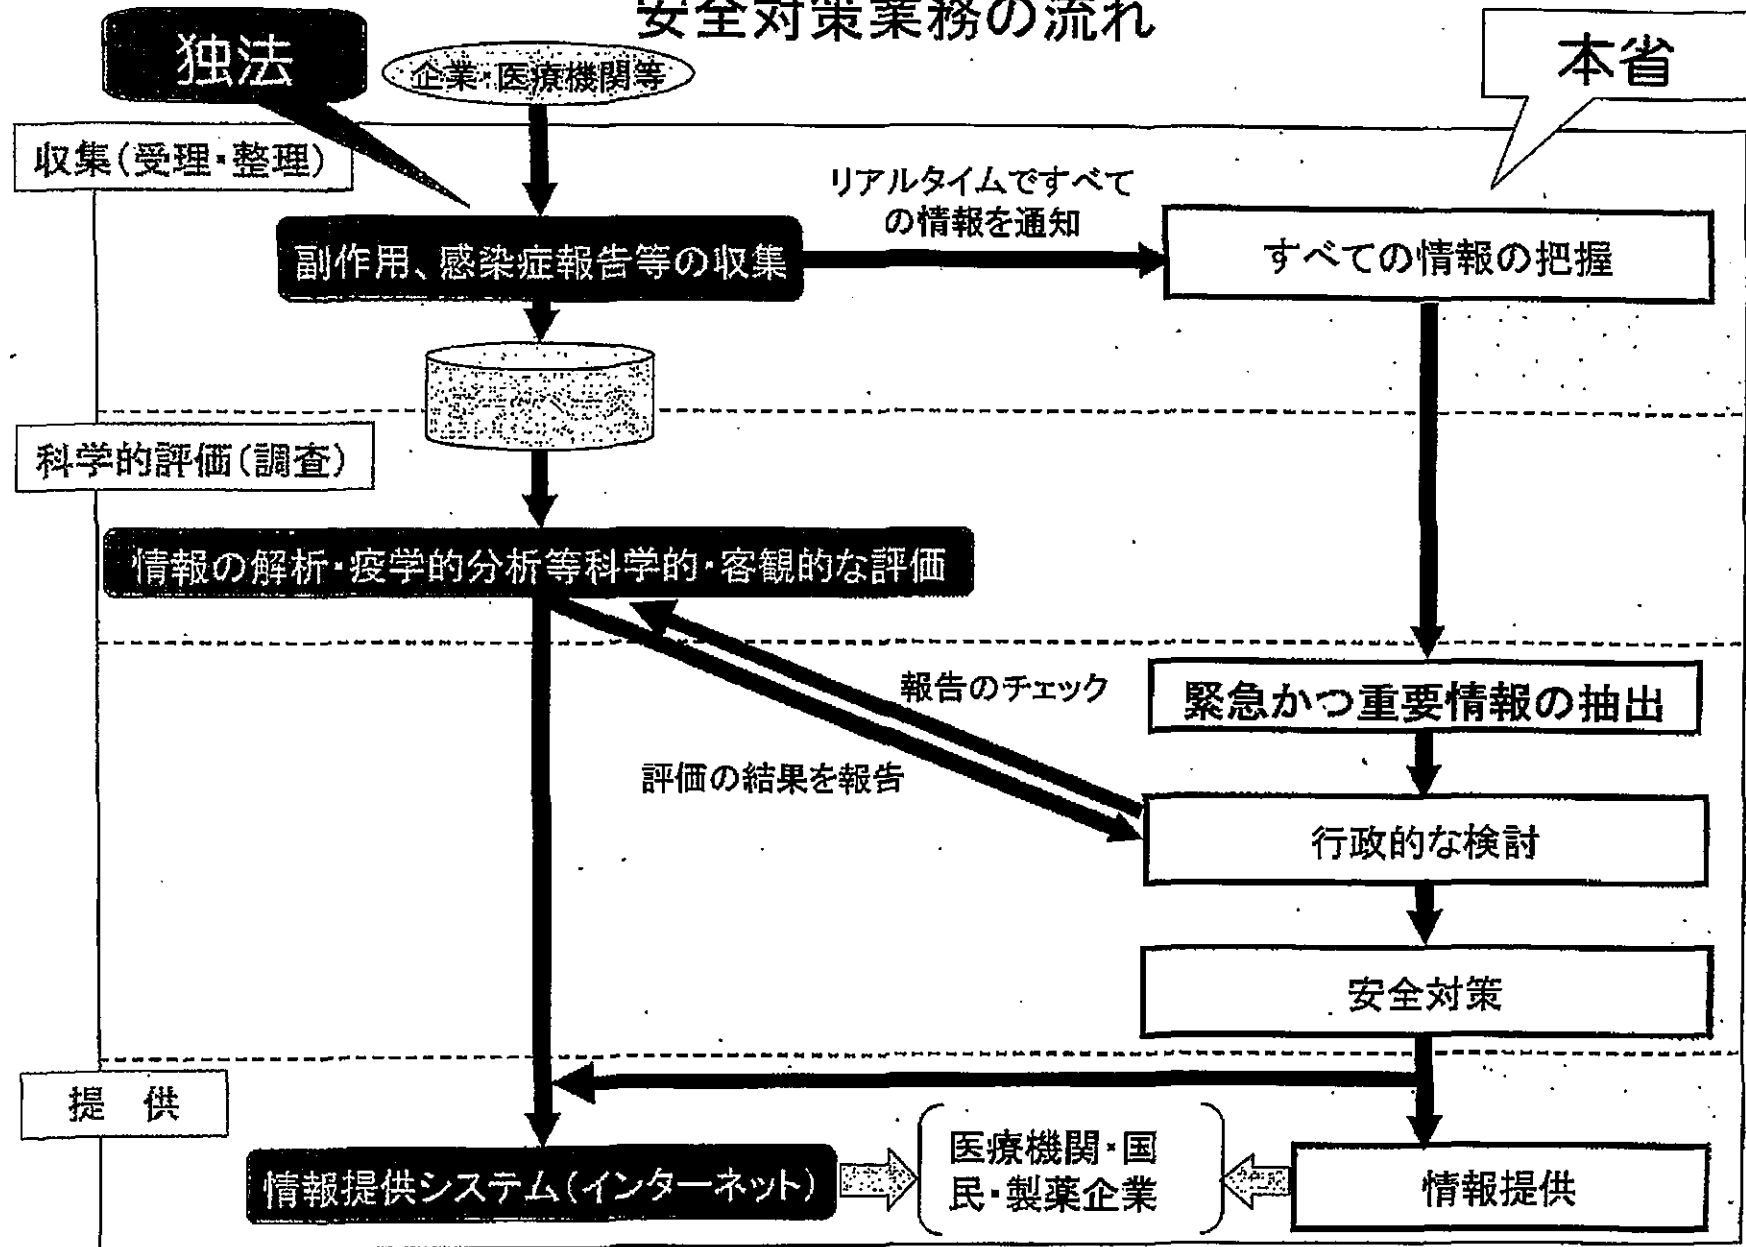 安全対策業務の流れ
独法
企業・医療機関等
本省
収集(受理・整理)
リアルタイムですべて
の情報を通知
副作用、感染症報告等の収集
すべての情報の把握
科学的評価(調査)
情報の解析・疫学的分析等科学的・客観的な評価
報告のチェック
緊急かつ重要情報の抽出
評価の結果を報告
行政的な検討
安全対策
提 供
医療機関・国
民・製薬企業
情報提供システム(インターネット)
情報提供